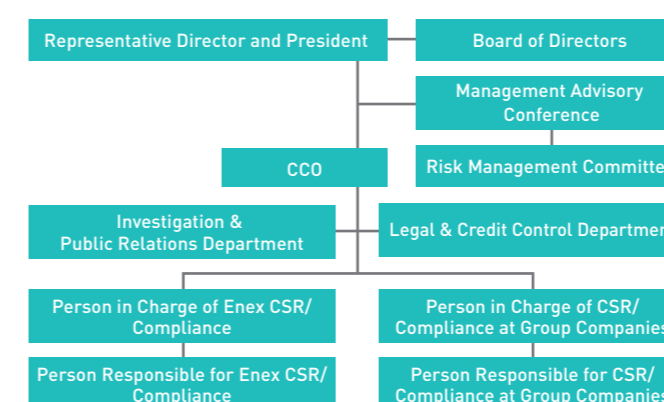 Representative Director and President
Board of Directors
Management Advisory
Conference
CCO
Risk Management Committe
Investigation &
Public Relations Department
Legal & Credit Control Departmen
Person in Charge of Enex CSR/
Compliance
Person in Charge of CSR/
Compliance at Group Companies
Person Responsible for Enex CSR/
Compliance
Person Responsible for CSR/
Compliance at Group Companies